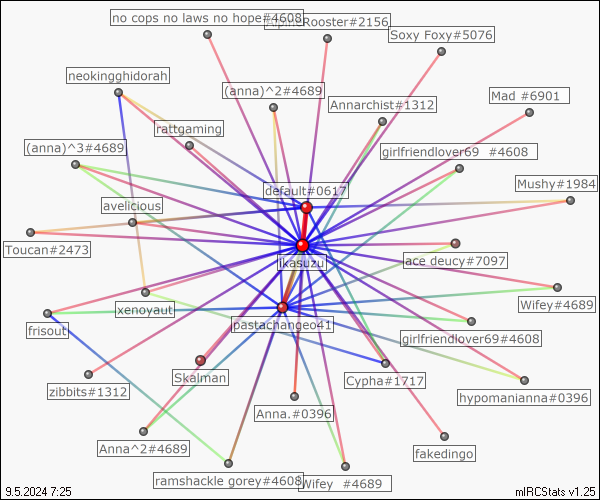 no cops no laws no hope#4608
AlpineRooster#2156
Soxy Foxy#5076
neokingghidorah
(anna)^2#4689
Annarchist#1312
Mad #6901
rattgaming
(anna)^3#4689
girlfriendlover69 #4608
default#0617
Mushy#1984
avelicious
Toucan#2473
ikasuzu
ace deucy#7097
xenoyaut
Wifey#4689
frisout
pastachangeo41
girlfriendlover69#4608
Skalman
Cypha#1717
zibbits#1312
hypomanianna#0396
Anna.#0396
Anna^2#4689
fakedingo
ramshackle gorey#4608
Wifey #4689
9.5.2024 7:25
mIRCStats v1.25